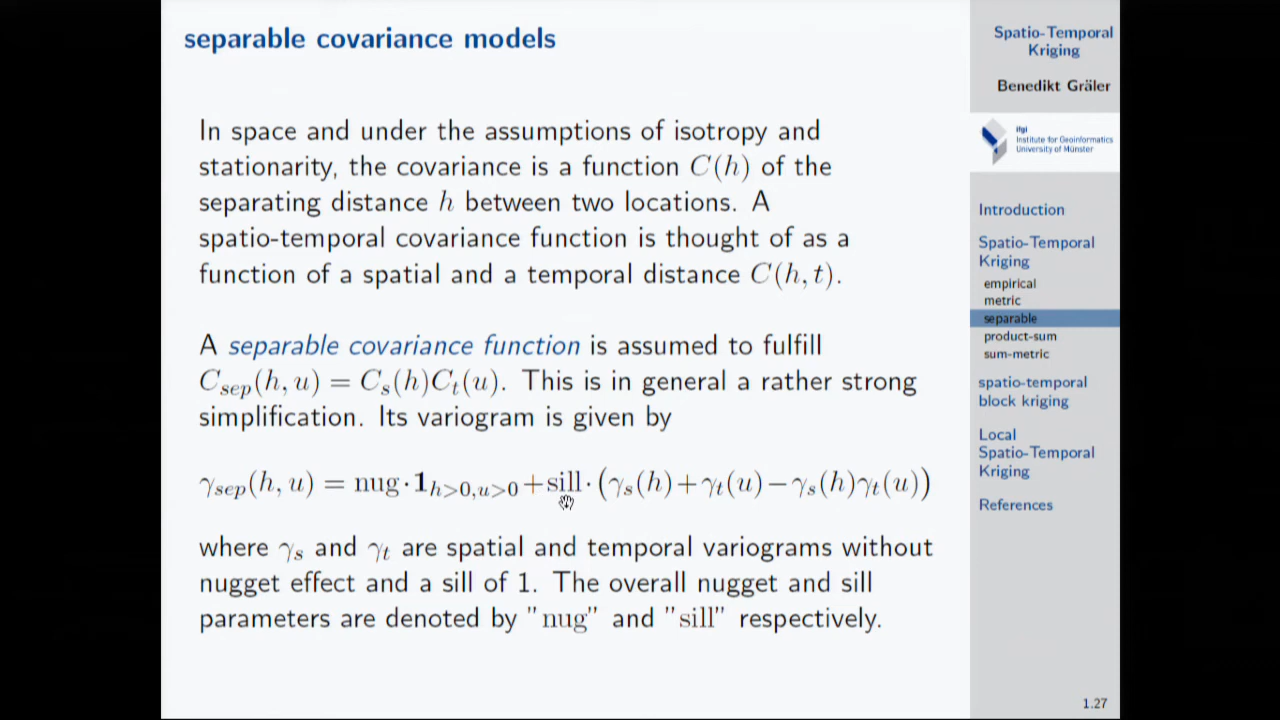 separable covariance models
In space and under the assumptions of isotropy and
stationarity, the covariance is a function C(h) of the
separating distance h between two locations. A
spatio-temporal covariance function is thought of as a
function of a spatial and a temporal distance C(h, t).
A separable covariance function is assumed to fulfill
C_sep(h, u) = C_s(h)C_t(u). This is in general a rather strong
simplification. Its variogram is given by
γ_sep(h, u) = nug · 1_{h>0,u>0} + sill · (γ_s(h) + γ_t(u) − γ_s(h)γ_t(u))
where γ_s and γ_t are spatial and temporal variograms without
nugget effect and a sill of 1. The overall nugget and sill
parameters are denoted by "nug" and "sill" respectively.
Spatio-Temporal
Kriging
Benedikt Gräler
ifgi
Institute for Geoinformatics
University of Münster
Introduction
Spatio-Temporal
Kriging
empirical
metric
separable
product-sum
sum-metric
spatio-temporal
block kriging
Local
Spatio-Temporal
Kriging
References
1.27